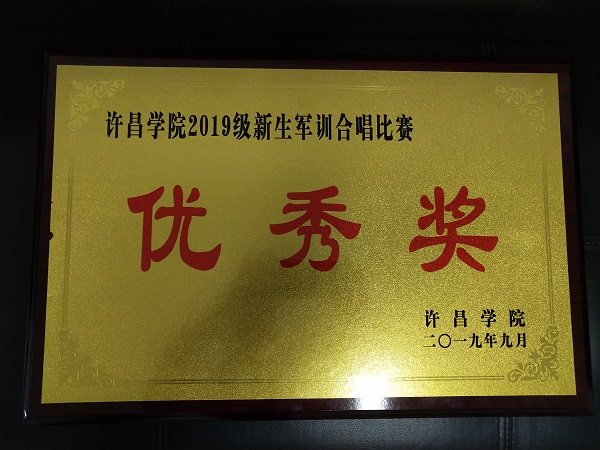 许昌学院2019级新生军训合唱比赛
优秀奖
许昌学院
二〇一九年九月